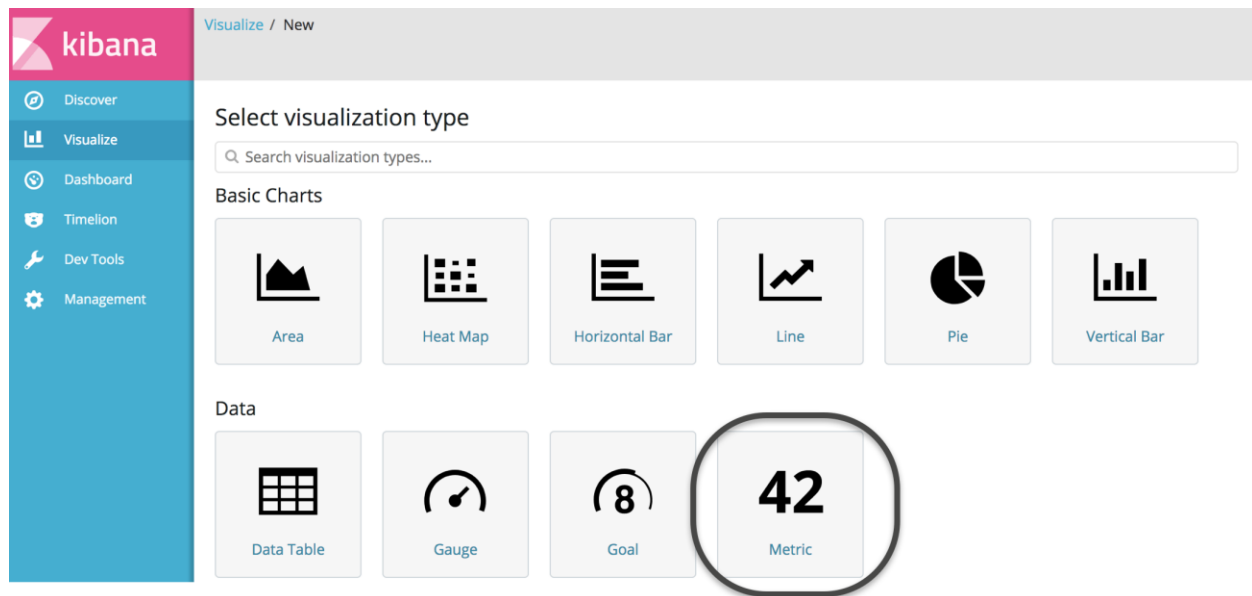 kibana
Visualize / New
Discover
Visualize
Dashboard
Timelion
Dev Tools
Management
Select visualization type
Search visualization types...
Basic Charts
Area
Heat Map
Horizontal Bar
Line
Pie
Vertical Bar
Data
8
42
Data Table
Gauge
Goal
Metric